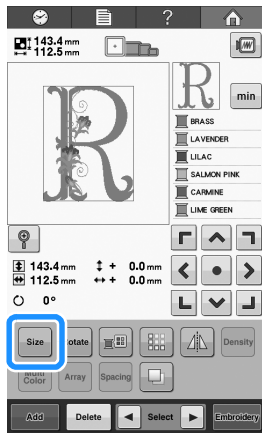 ?
143.4 mm
112.5 mm
R
R
min
BRASS
LAVENDER
LILAC
SALMON PINK
CARMINE
LIME GREEN
143.4 mm + 0.0 mm
112.5 mm + 0.0 mm
0°
Size Rotate Density
Multi Color Array Spacing
Add Delete Select Embroidery